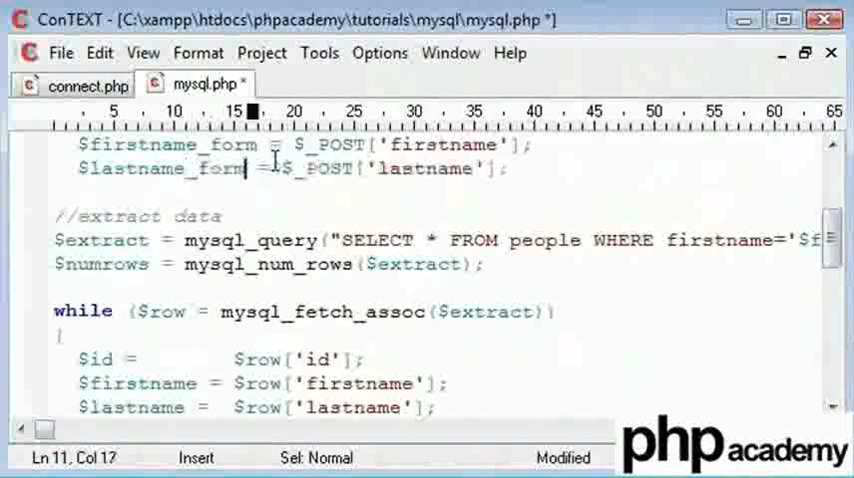 ConTEXT - [C:\xampp\htdocs\phpacademy\tutorials\mysql\mysql.php *]
File Edit View Format Project Tools Options Window Help
connect.php mysql.php *
5 10 15 20 25 30 35 40 45 50 55 60 65
$firstname_form = $_POST['firstname'];
$lastname_form = $_POST['lastname'];
//extract data
$extract = mysql_query("SELECT * FROM people WHERE firstname='$f
$numrows = mysql_num_rows($extract);
while ($row = mysql_fetch_assoc($extract))
{
$id = $row['id'];
$firstname = $row['firstname'];
$lastname = $row['lastname'];
Ln 11, Col 17 Insert Sel: Normal Modified
php academy